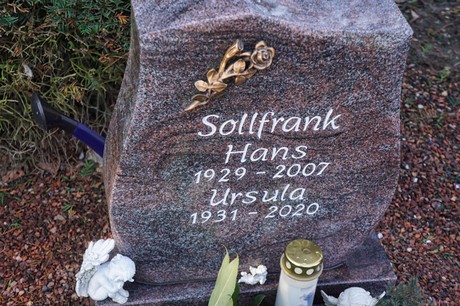 Sollfrank
Hans
1929 - 2007
Ursula
1931 - 2020